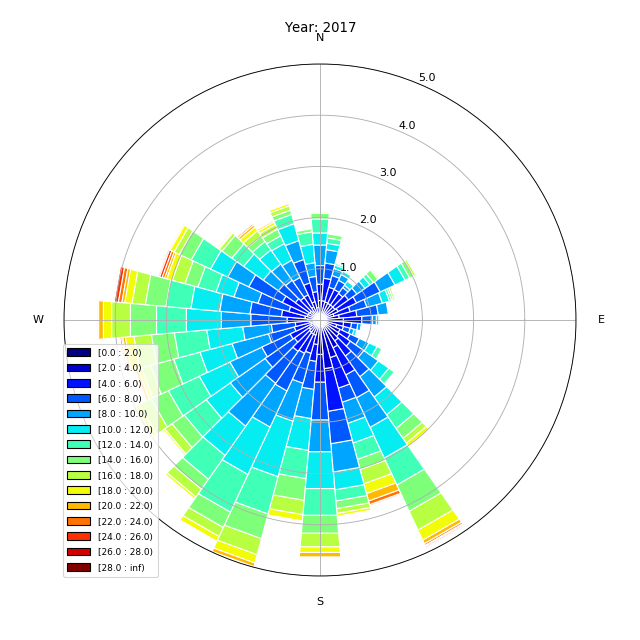 Year: 2017
N
5.0
4.0
3.0
2.0
1.0
W
E
[0.0 : 2.0)
[2.0 : 4.0)
[4.0 : 6.0)
[6.0 : 8.0)
[8.0 : 10.0)
[10.0 : 12.0)
[12.0 : 14.0)
[14.0 : 16.0)
[16.0 : 18.0)
[18.0 : 20.0)
[20.0 : 22.0)
[22.0 : 24.0)
[24.0 : 26.0)
[26.0 : 28.0)
[28.0 : inf)
S